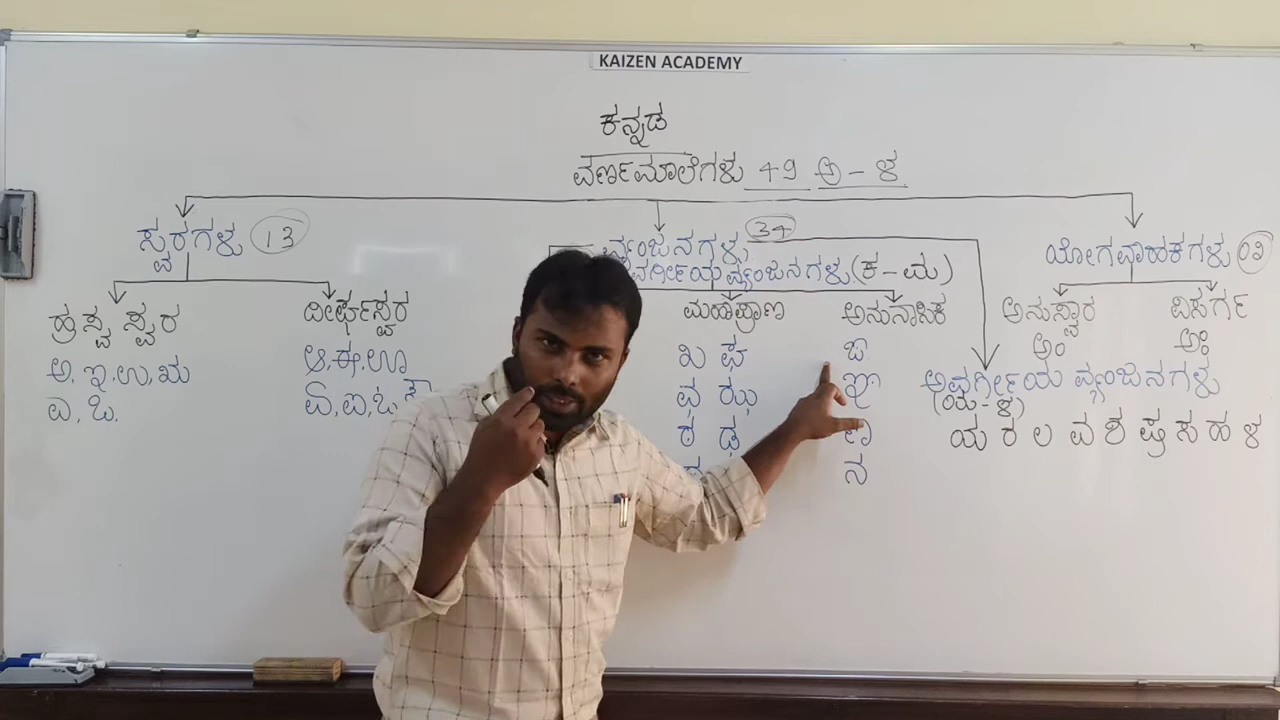 KAIZEN ACADEMY
ಕನ್ನಡ
ವರ್ಣಮಾಲೆಗಳು 49 ಅ - ಳ
ಸ್ವರಗಳು 13
ವ್ಯಂಜನಗಳು 34
ಯೋಗವಾಹಕಗಳು 02
ವರ್ಗೀಯ ವ್ಯಂಜನಗಳು (ಕ - ಮ)
ಹ್ರಸ್ವ ಸ್ವರ
ದೀರ್ಘಸ್ವರ
ಮಹಾಪ್ರಾಣ
ಅನುನಾಸಿಕ
ಅನುಸ್ವಾರ
ವಿಸರ್ಗ
ಅ, ಇ, ಉ, ಋ
ಆ, ಈ, ಊ
ಖ ಘ
ಙ
ಅಂ
ಅಃ
ಎ, ಒ.
ಏ, ಐ, ಓ, ಔ
ಛ ಝ
ಞ
ಅವರ್ಗೀಯ ವ್ಯಂಜನಗಳು
(ಯ - ಳ)
ಠ ಢ
ಣ
ಯ ರ ಲ ವ ಶ ಷ ಸ ಹ ಳ
ನ